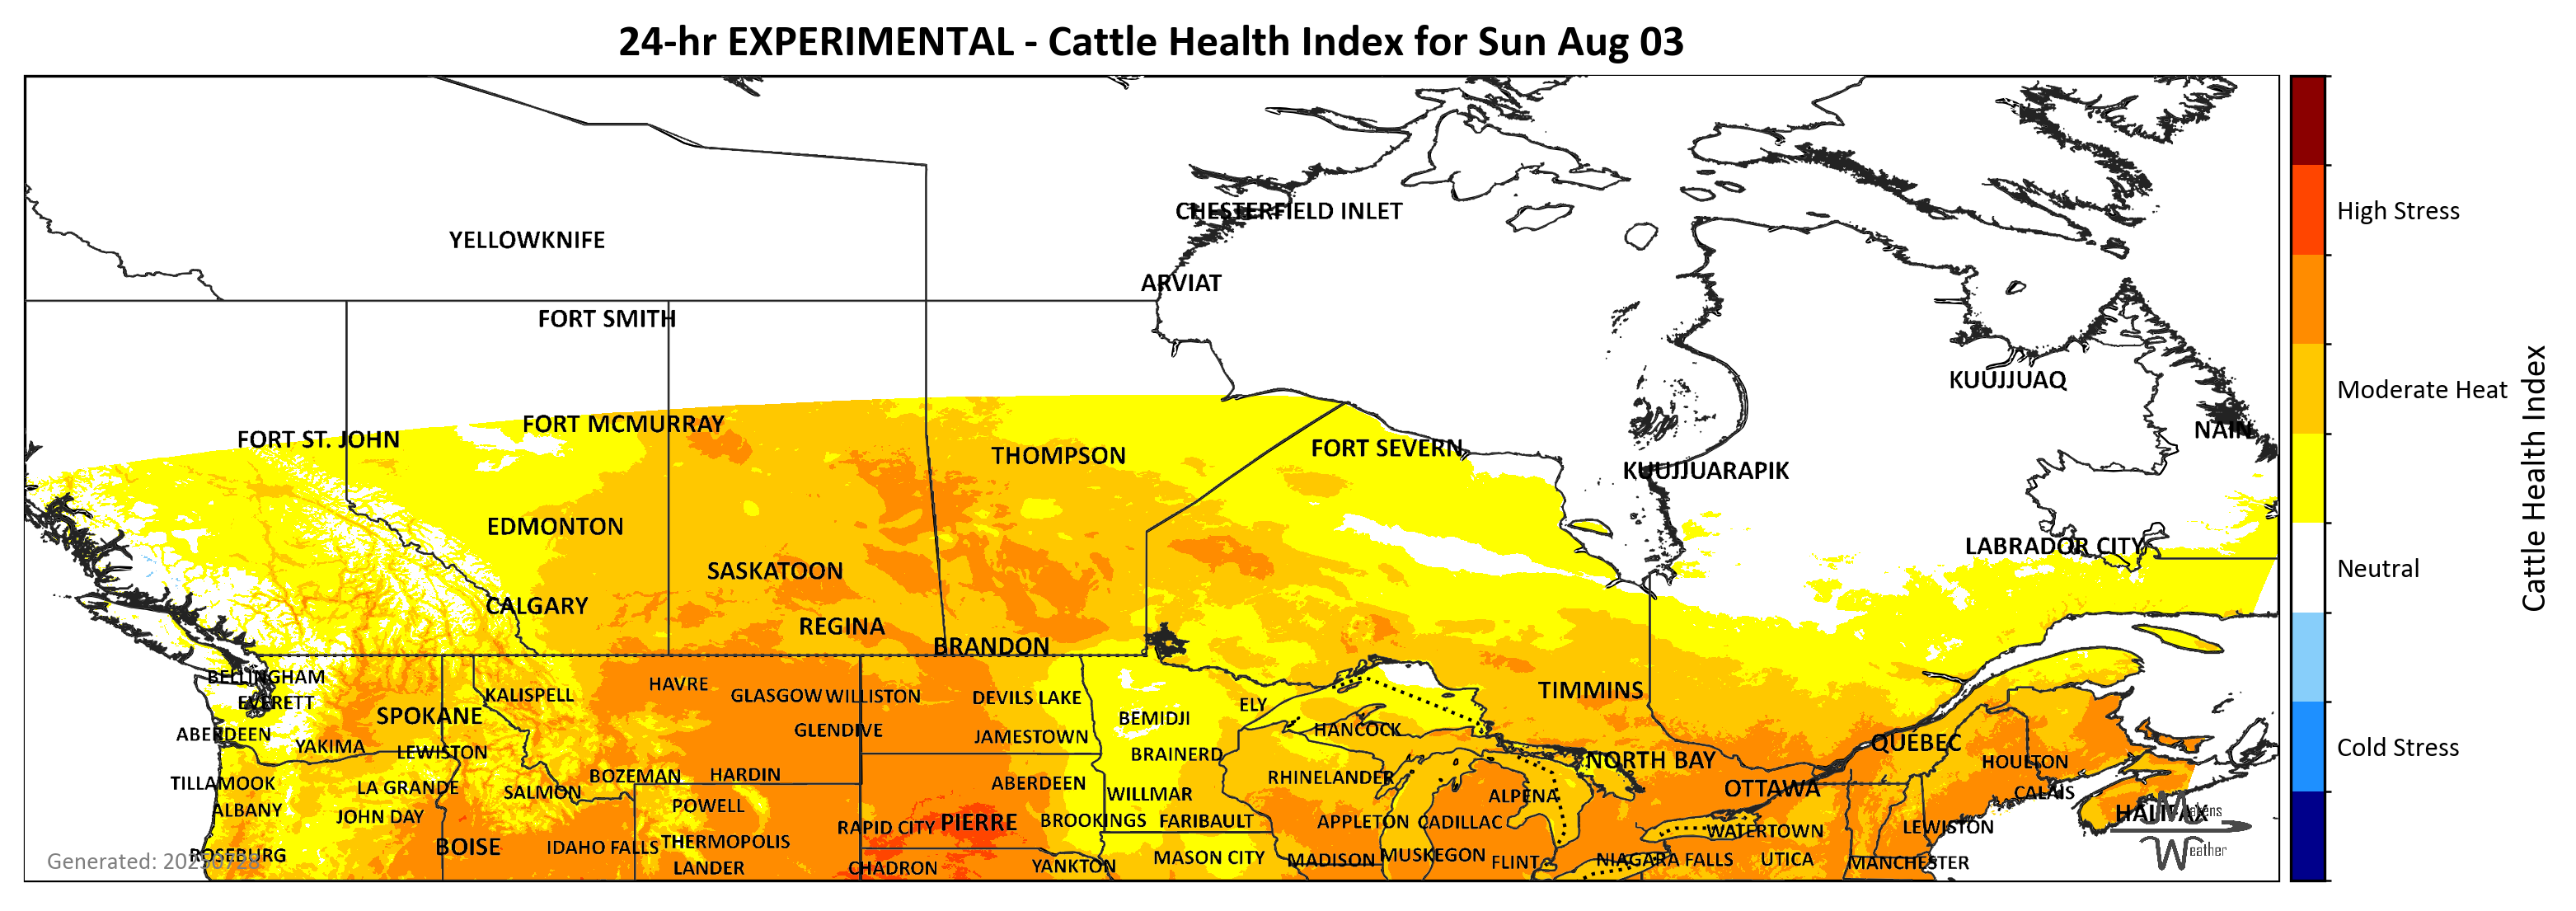 24-hr EXPERIMENTAL - Cattle Health Index for Sun Aug 03
CHESTERFIELD INLET
YELLOWKNIFE
ARVIAT
FORT SMITH
KUUJJUAQ
FORT MCMURRAY
NAIN
FORT ST. JOHN
FORT SEVERN
THOMPSON
KUUJJUARAPIK
EDMONTON
LABRADOR CITY
SASKATOON
CALGARY
REGINA
BRANDON
BELLINGHAM
HAVRE
TIMMINS
KALISPELL
GLASGOW
WILLISTON
DEVILS LAKE
EVERETT
ELY
SPOKANE
BEMIDJI
GLENDIVE
HANCOCK
ABERDEEN
JAMESTOWN
QUEBEC
YAKIMA
LEWISTON
BRAINERD
NORTH BAY
HOULTON
BOZEMAN
HARDIN
RHINELANDER
TILLAMOOK
LA GRANDE
ABERDEEN
OTTAWA
SALMON
WILLMAR
ALPENA
CALAIS
POWELL
ALBANY
JOHN DAY
HALIFAX
Makens
Weather
RAPID CITY
PIERRE
BROOKINGS
FARIBAULT
APPLETON
CADILLAC
WATERTOWN
LEWISTON
BOISE
IDAHO FALLS
THERMOPOLIS
ROSEBURG
MASON CITY
MADISON
MUSKEGON
FLINT
NIAGARA FALLS
UTICA
MANCHESTER
LANDER
CHADRON
YANKTON
Generated: 20250728
High Stress
Moderate Heat
Neutral
Cold Stress
Cattle Health Index